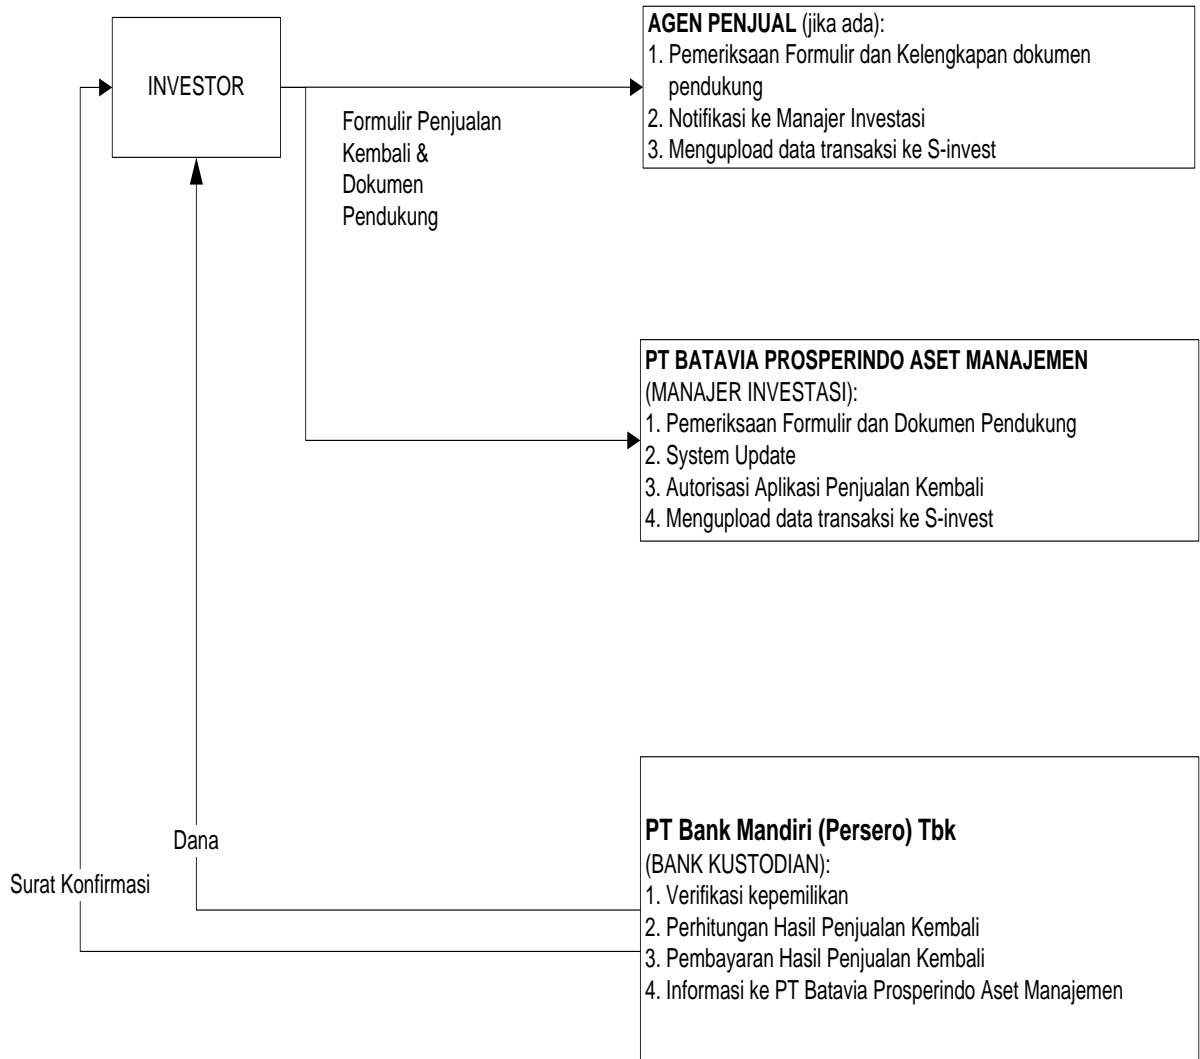 INVESTOR
Formulir Penjualan
Kembali &
Dokumen
Pendukung
AGEN PENJUAL (jika ada):
1. Pemeriksaan Formulir dan Kelengkapan dokumen
pendukung
2. Notifikasi ke Manajer Investasi
3. Mengupload data transaksi ke S-invest
PT BATAVIA PROSPERINDO ASET MANAJEMEN
(MANAJER INVESTASI):
1. Pemeriksaan Formulir dan Dokumen Pendukung
2. System Update
3. Autorisasi Aplikasi Penjualan Kembali
4. Mengupload data transaksi ke S-invest
Dana
Surat Konfirmasi
PT Bank Mandiri (Persero) Tbk
(BANK KUSTODIAN):
1. Verifikasi kepemilikan
2. Perhitungan Hasil Penjualan Kembali
3. Pembayaran Hasil Penjualan Kembali
4. Informasi ke PT Batavia Prosperindo Aset Manajemen